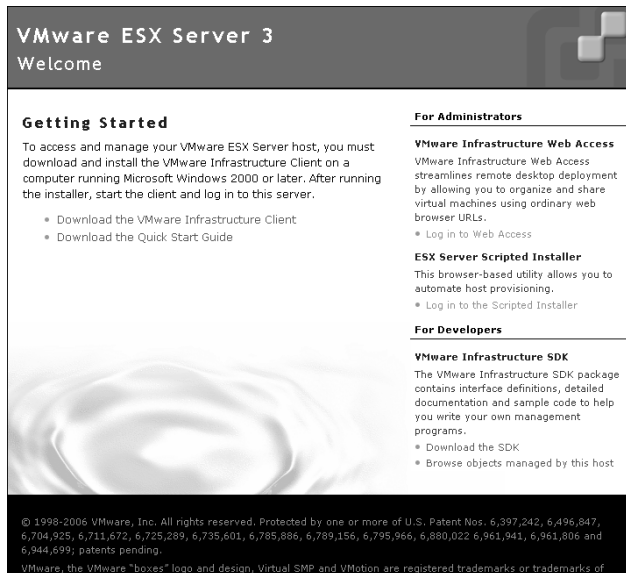 VMware ESX Server 3
Welcome
Getting Started
To access and manage your VMware ESX Server host, you must
download and install the VMware Infrastructure Client on a
computer running Microsoft Windows 2000 or later. After running
the installer, start the client and log in to this server.
• Download the VMware Infrastructure Client
• Download the Quick Start Guide
For Administrators
VMware Infrastructure Web Access
VMware Infrastructure Web Access
streamlines remote desktop deployment
by allowing you to organize and share
virtual machines using ordinary web
browser URLs.
• Log in to Web Access
ESX Server Scripted Installer
This browser-based utility allows you to
automate host provisioning.
• Log in to the Scripted Installer
For Developers
VMware Infrastructure SDK
The VMware Infrastructure SDK package
contains interface definitions, detailed
documentation and sample code to help
you write your own management
programs.
• Download the SDK
• Browse objects managed by this host
© 1998-2006 VMware, Inc. All rights reserved. Protected by one or more of U.S. Patent Nos. 6,397,242, 6,496,847,
6,704,925, 6,711,672, 6,725,289, 6,735,601, 6,785,886, 6,789,156, 6,795,966, 6,880,022 6,961,941, 6,961,806 and
6,944,699; patents pending.
VMware, the VMware "boxes" logo and design, Virtual SMP and VMotion are registered trademarks or trademarks of